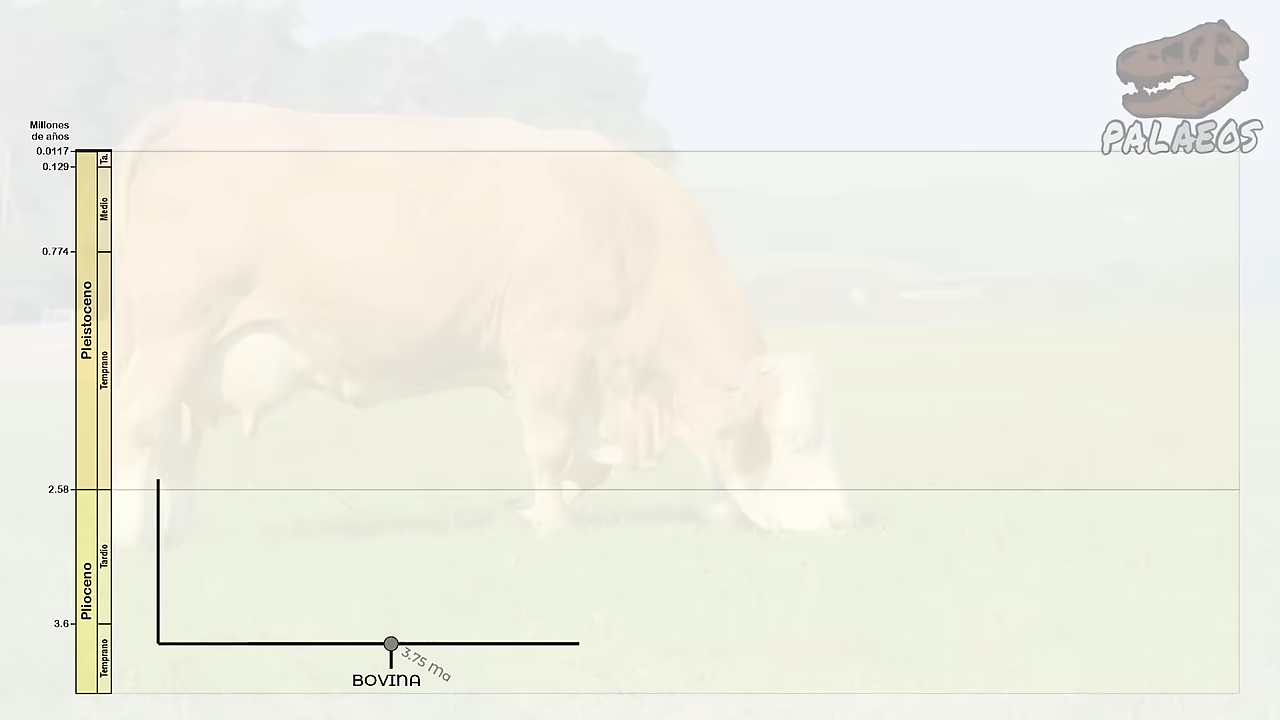 PALAEOS
Millones
de años
0.0117
0.129
0.774
2.58
3.6
Pleistoceno
Plioceno
Ta.
Medio
Temprano
Tardío
Temprano
3.75 Ma
BOVINA